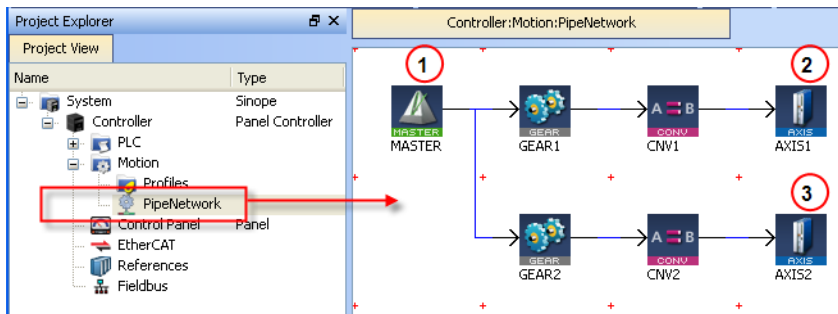 Project Explorer
Project View
Name Type
System Sinope
Controller Panel Controller
PLC
Motion
Profiles
PipeNetwork
Control Panel Panel
EtherCAT
References
Fieldbus
Controller:Motion:PipeNetwork
1
2
MASTER GEAR A B CONV AXIS
MASTER GEAR1 CNV1 AXIS1
3
GEAR A B CONV AXIS
GEAR2 CNV2 AXIS2